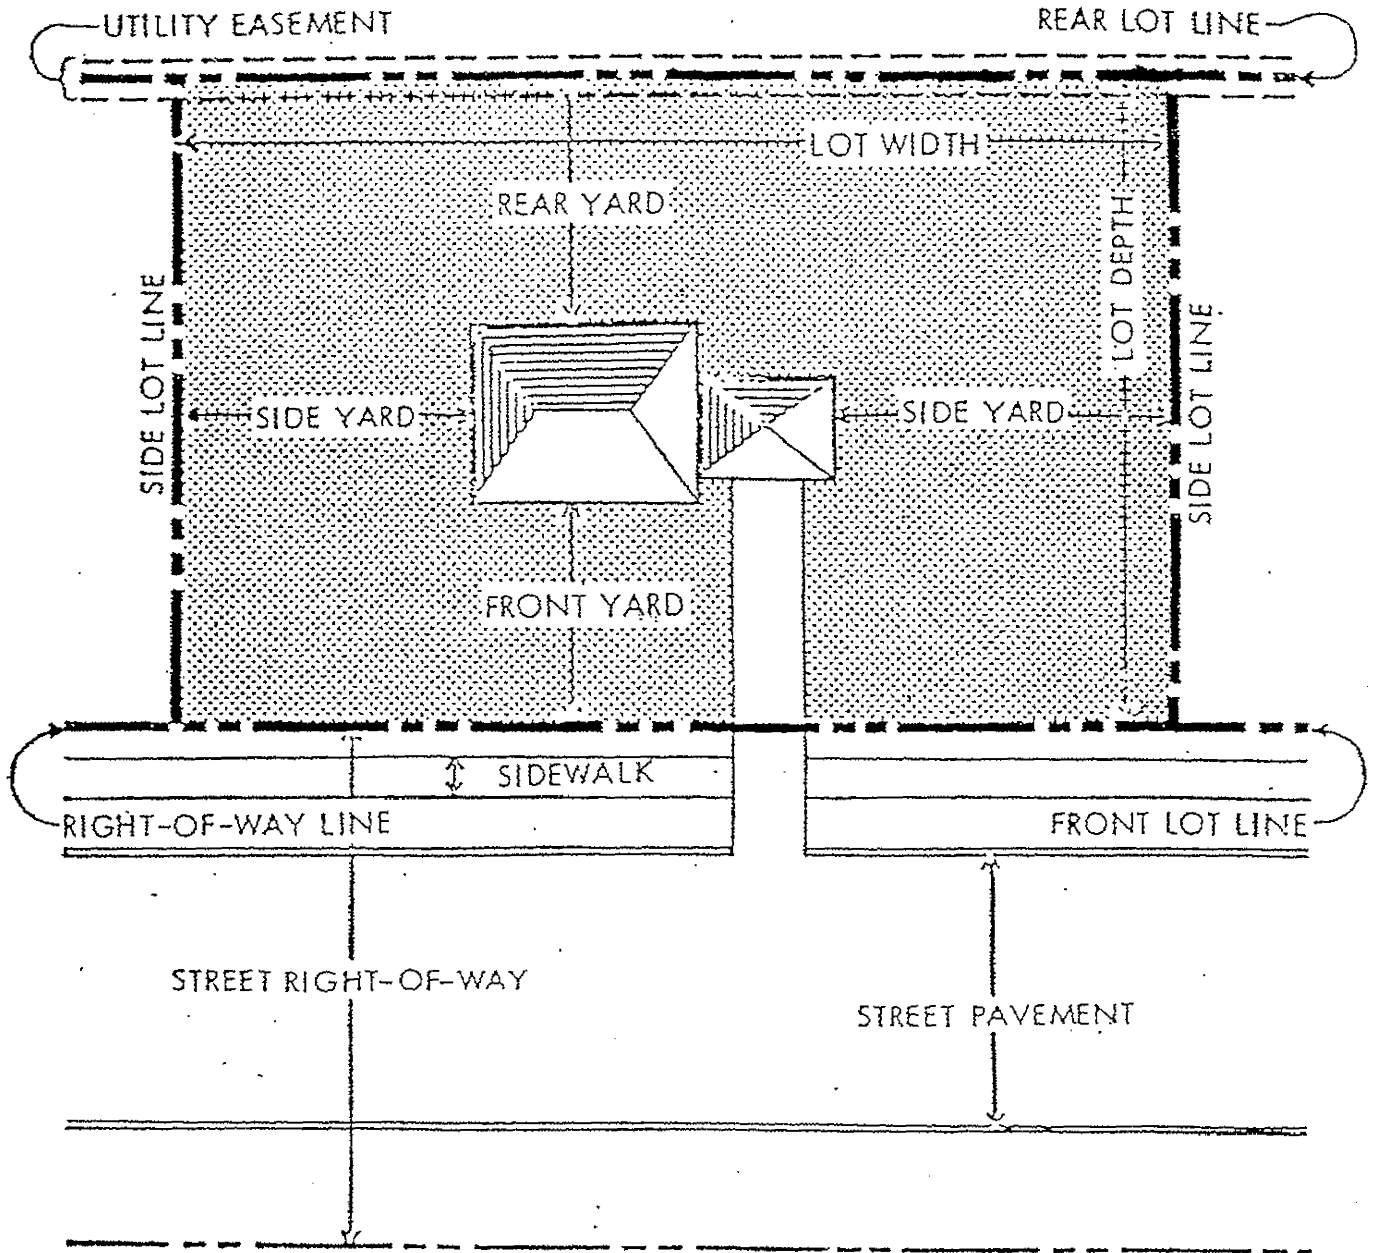 UTILITY EASEMENT
REAR LOT LINE
LOT WIDTH
REAR YARD
LOT DEPTH
SIDE LOT LINE
SIDE LOT LINE
SIDE YARD
SIDE YARD
FRONT YARD
SIDEWALK
RIGHT-OF-WAY LINE
FRONT LOT LINE
STREET RIGHT-OF-WAY
STREET PAVEMENT